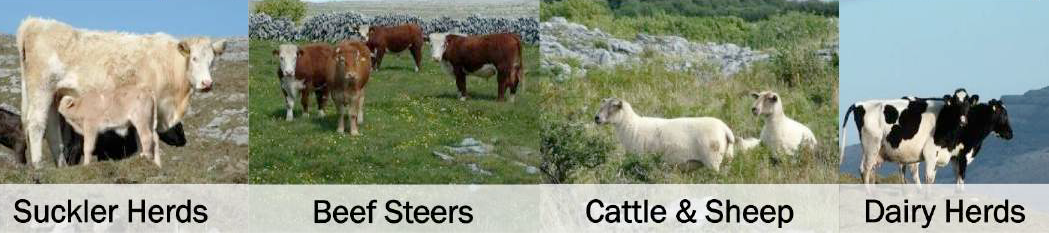 Suckler Herds
Beef Steers
Cattle & Sheep
Dairy Herds